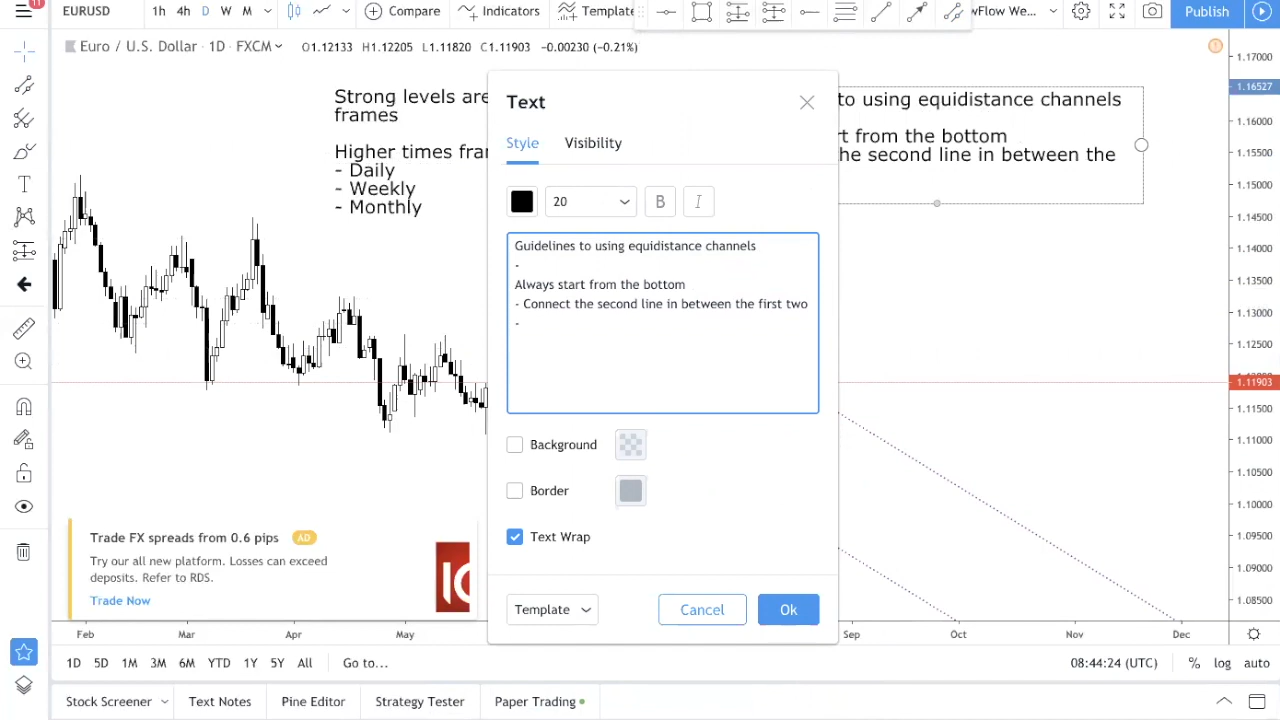 11
EURUSD
1h 4h D W M
Compare
Indicators
Templat
Flow We...
Publish
Euro / U.S. Dollar · 1D · FXCM
O1.12133 H1.12205 L1.11820 C1.11903 −0.00230 (−0.21%)
Strong levels are
frames
Higher times fra
- Daily
- Weekly
- Monthly
to using equidistance channels
rt from the bottom
he second line in between the
Text
Style
Visibility
20
B
I
Guidelines to using equidistance channels
-
Always start from the bottom
- Connect the second line in between the first two
-
Background
Border
Text Wrap
Template
Cancel
Ok
1.17000
1.16527
1.16000
1.15500
1.15000
1.14500
1.14000
1.13500
1.13000
1.12500
1.11903
1.11500
1.11000
1.10500
1.10000
1.09500
1.09000
1.08500
Trade FX spreads from 0.6 pips AD
Try our all new platform. Losses can exceed
deposits. Refer to RDS.
Trade Now
Feb Mar Apr May Sep Oct Nov Dec
1D 5D 1M 3M 6M YTD 1Y 5Y All Go to...
08:44:24 (UTC) % log auto
Stock Screener Text Notes Pine Editor Strategy Tester Paper Trading